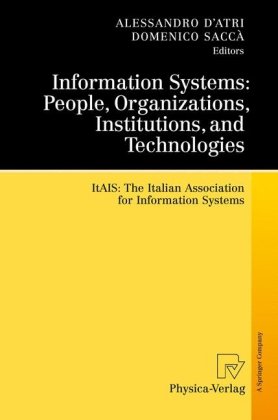 ALESSANDRO D'ATRI
DOMENICO SACCÀ
Editors
Information Systems:
People, Organizations,
Institutions, and
Technologies
ItAIS: The Italian Association
for Information Systems
Physica-Verlag
A Springer Company